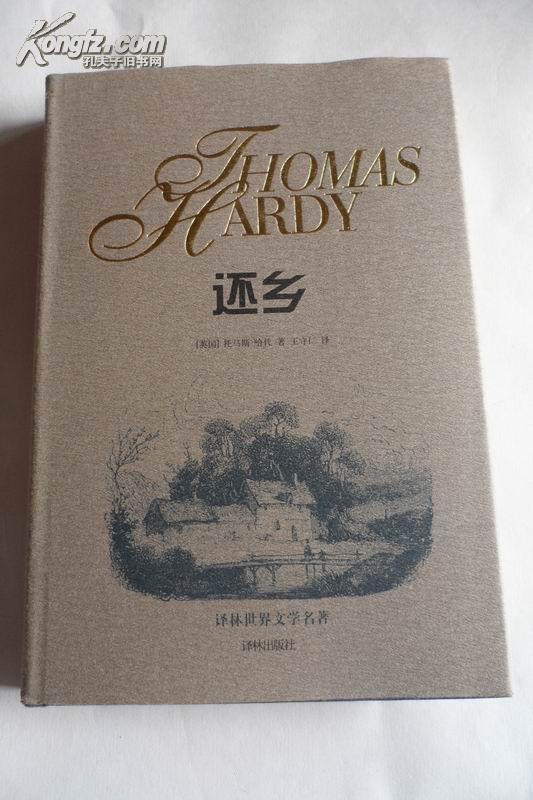 Kongfz.com
孔夫子旧书网
THOMAS
HARDY
还乡
[英国] 托马斯·哈代 著 王守仁 译
译林世界文学名著
译林出版社